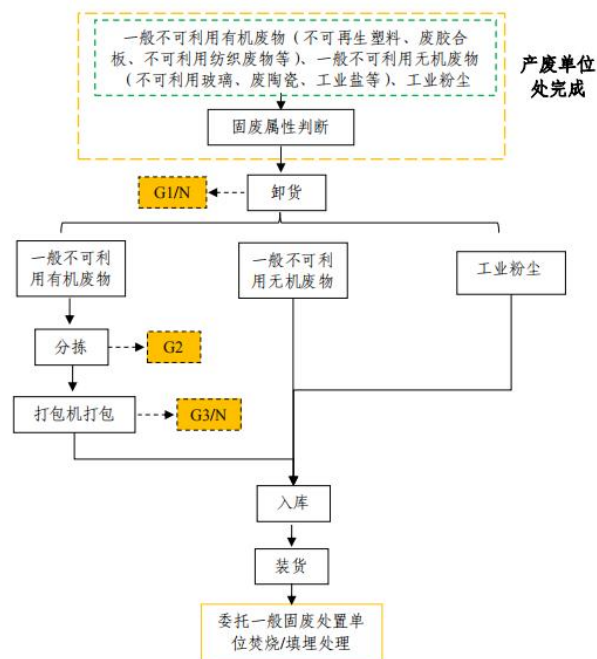 一般不可利用有机废物（不可再生塑料、废胶合
板、不可利用纺织废物等）、一般不可利用无机废物
（不可利用玻璃、废陶瓷、工业盐等）、工业粉尘
产废单位
处完成
固废属性判断
G1/N
卸货
一般不可利
用有机废物
一般不可利
用无机废物
工业粉尘
分拣
G2
打包机打包
G3/N
入库
装货
委托一般固废处置单
位焚烧/填埋处理